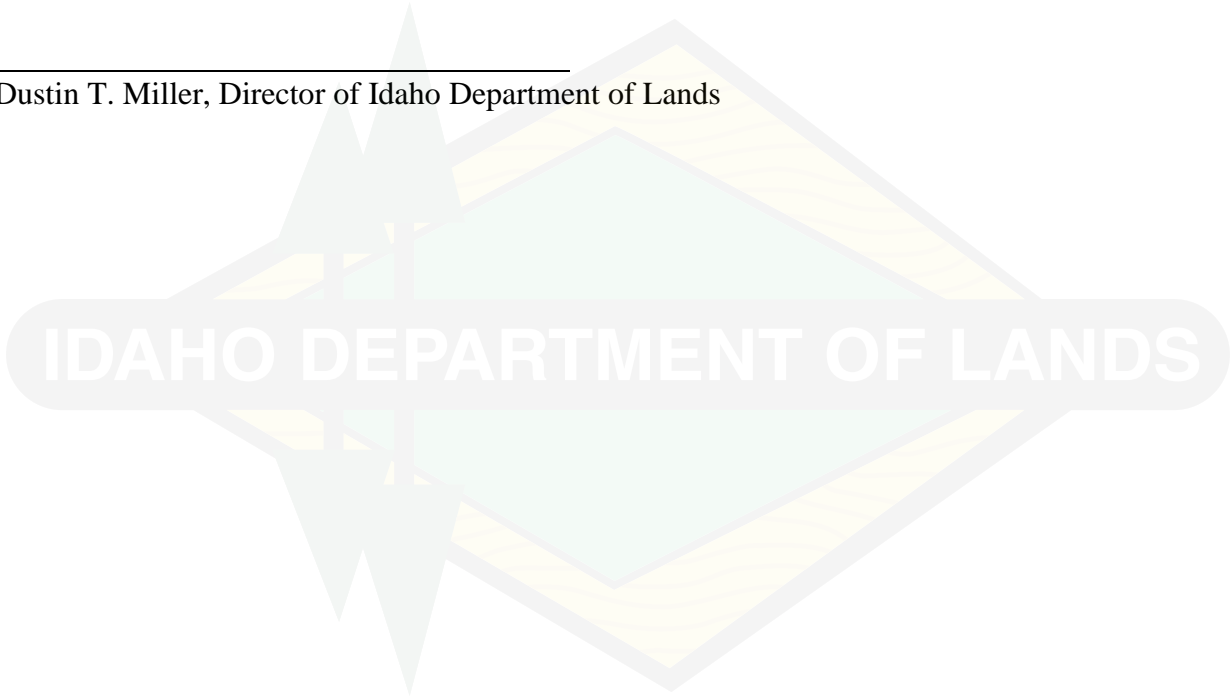 Dustin T. Miller, Director of Idaho Department of Lands
IDAHO DEPARTMENT OF LANDS